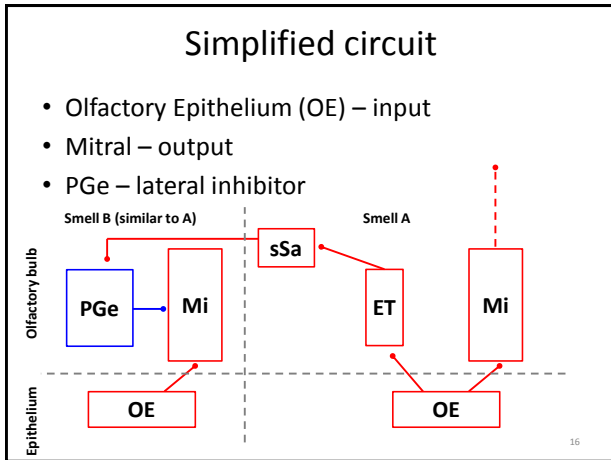 Simplified circuit
• Olfactory Epithelium (OE) – input
• Mitral – output
• PGe – lateral inhibitor
Smell B (similar to A)
Smell A
Olfactory bulb
sSa
PGe
Mi
ET
Mi
Epithelium
OE
OE
16